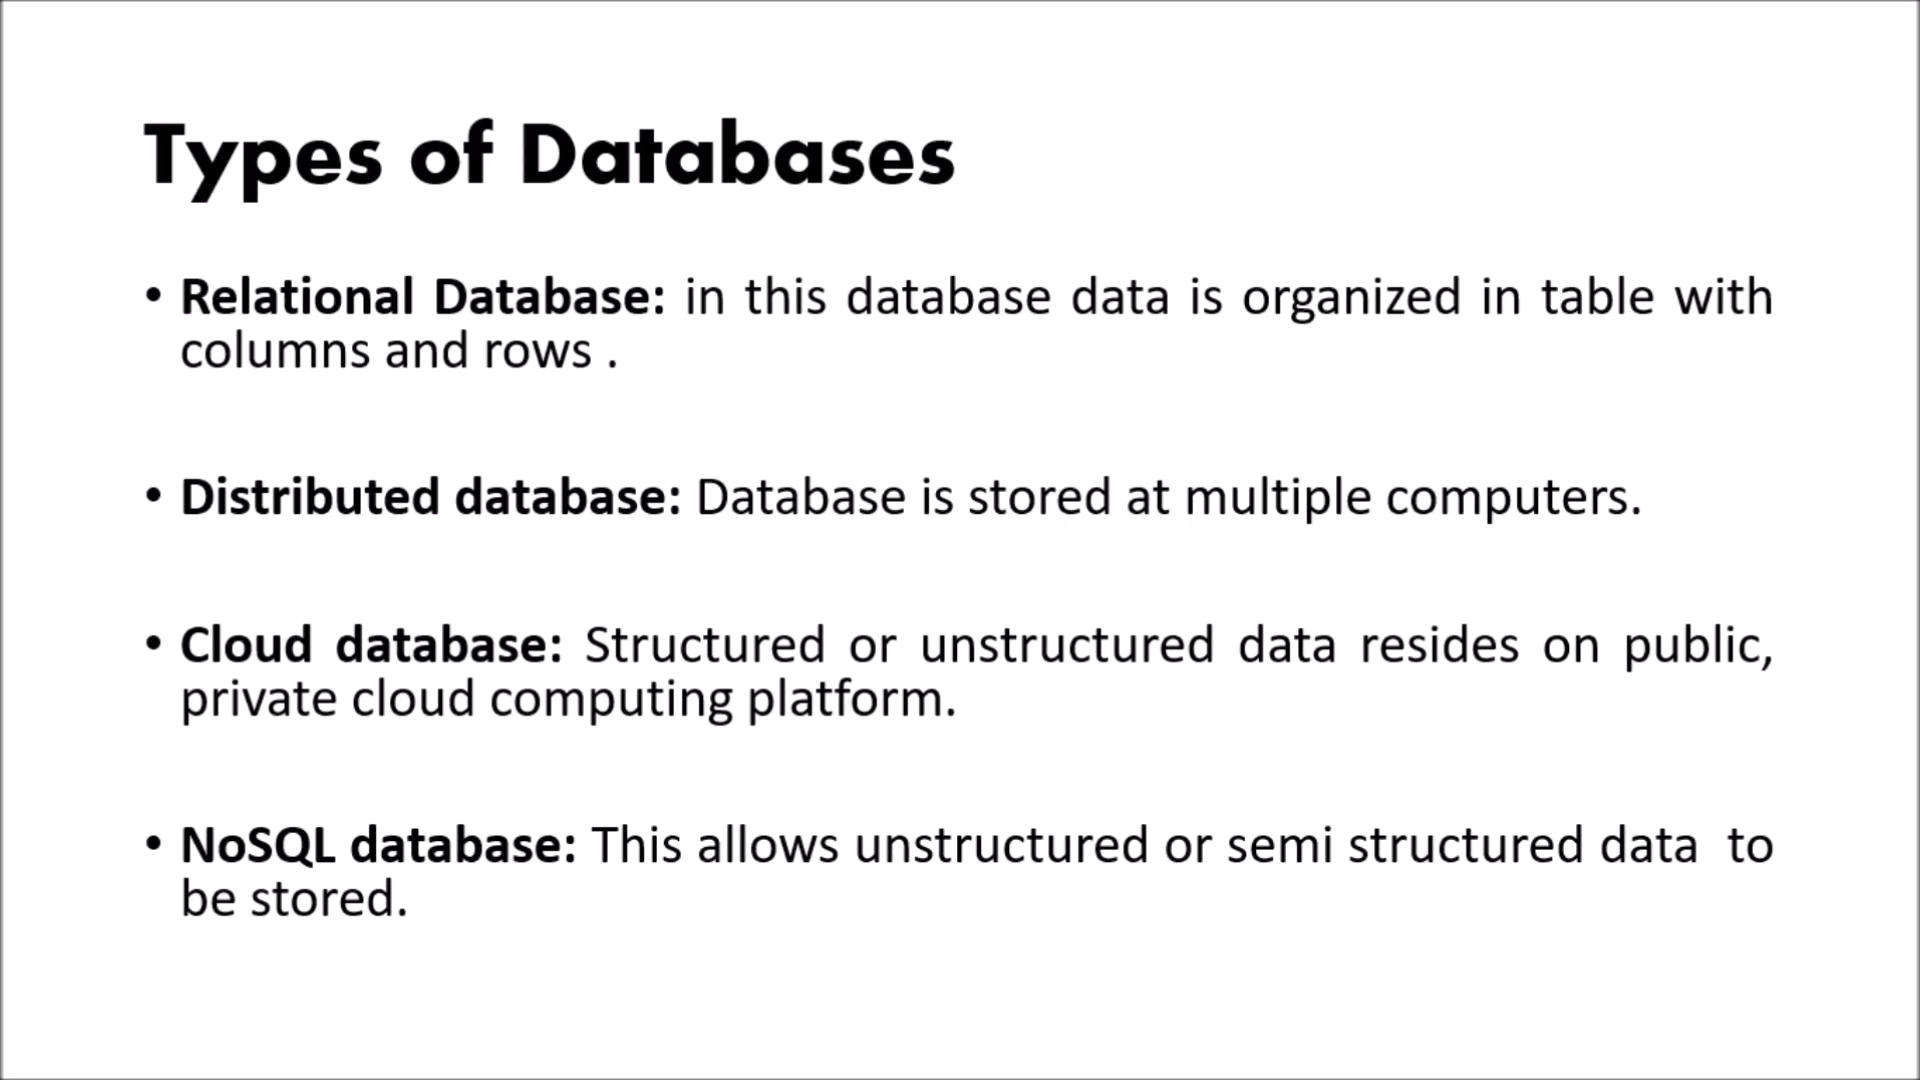 Types of Databases
• Relational Database: in this database data is organized in table with
columns and rows .
• Distributed database: Database is stored at multiple computers.
• Cloud database: Structured or unstructured data resides on public,
private cloud computing platform.
• NoSQL database: This allows unstructured or semi structured data  to
be stored.